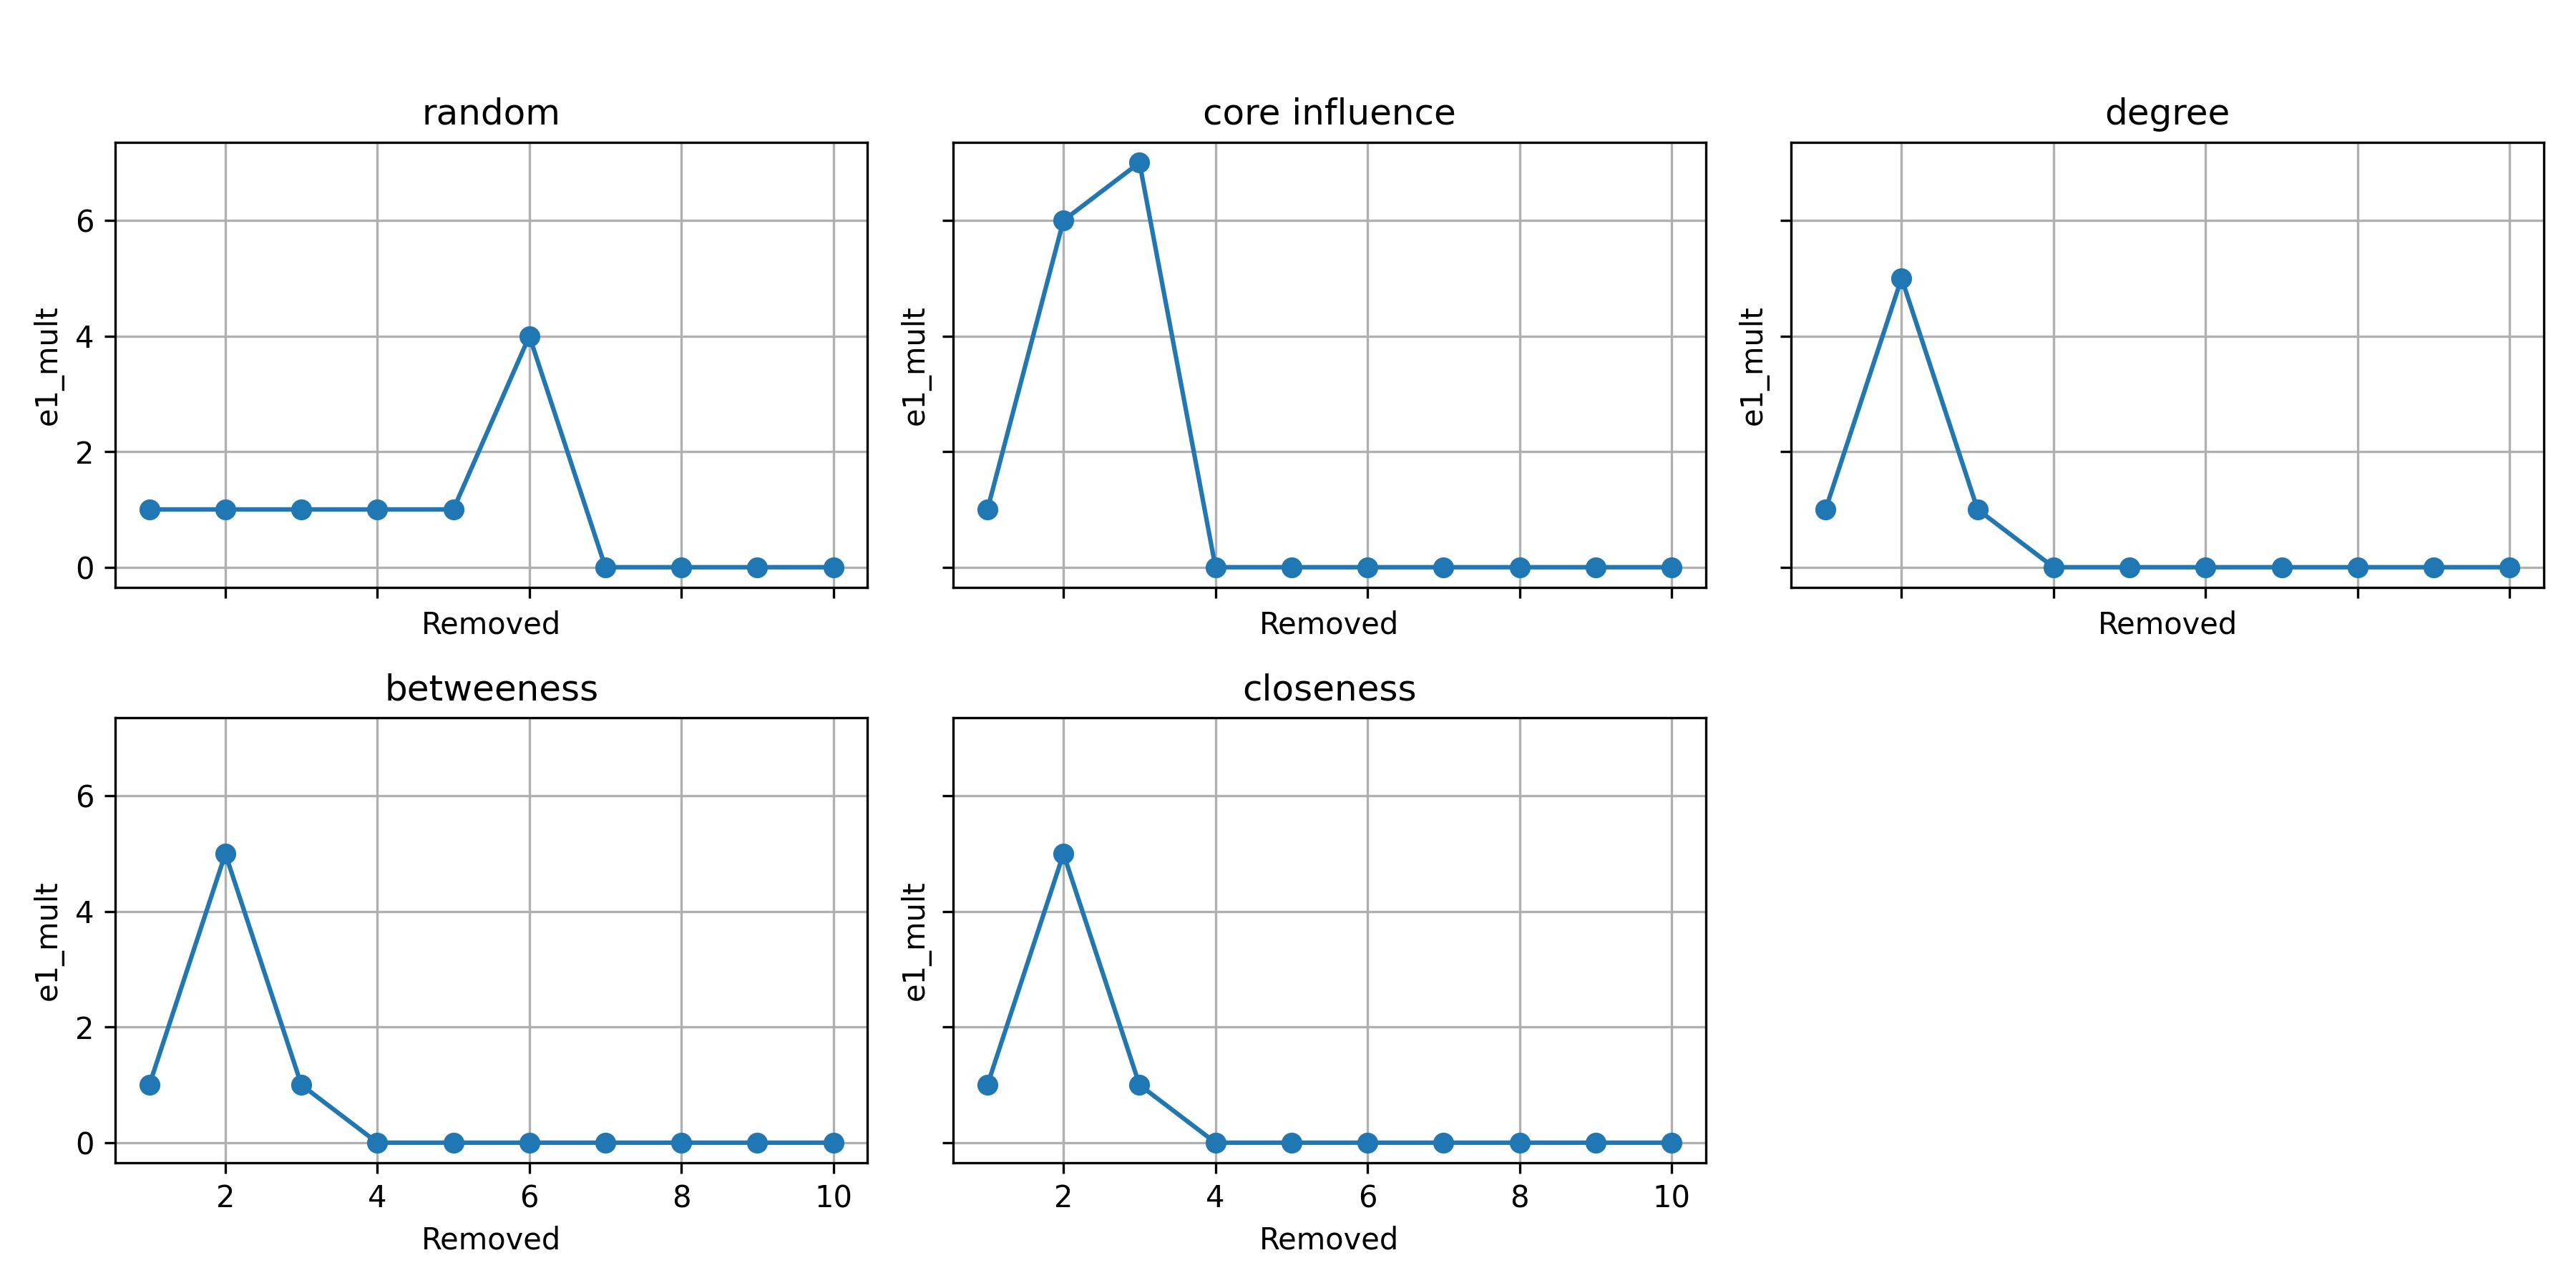 random
core influence
degree
6
4
2
0
e1_mult
e1_mult
e1_mult
Removed
Removed
Removed
betweeness
closeness
6
4
2
0
e1_mult
e1_mult
2 4 6 8 10
2 4 6 8 10
Removed
Removed